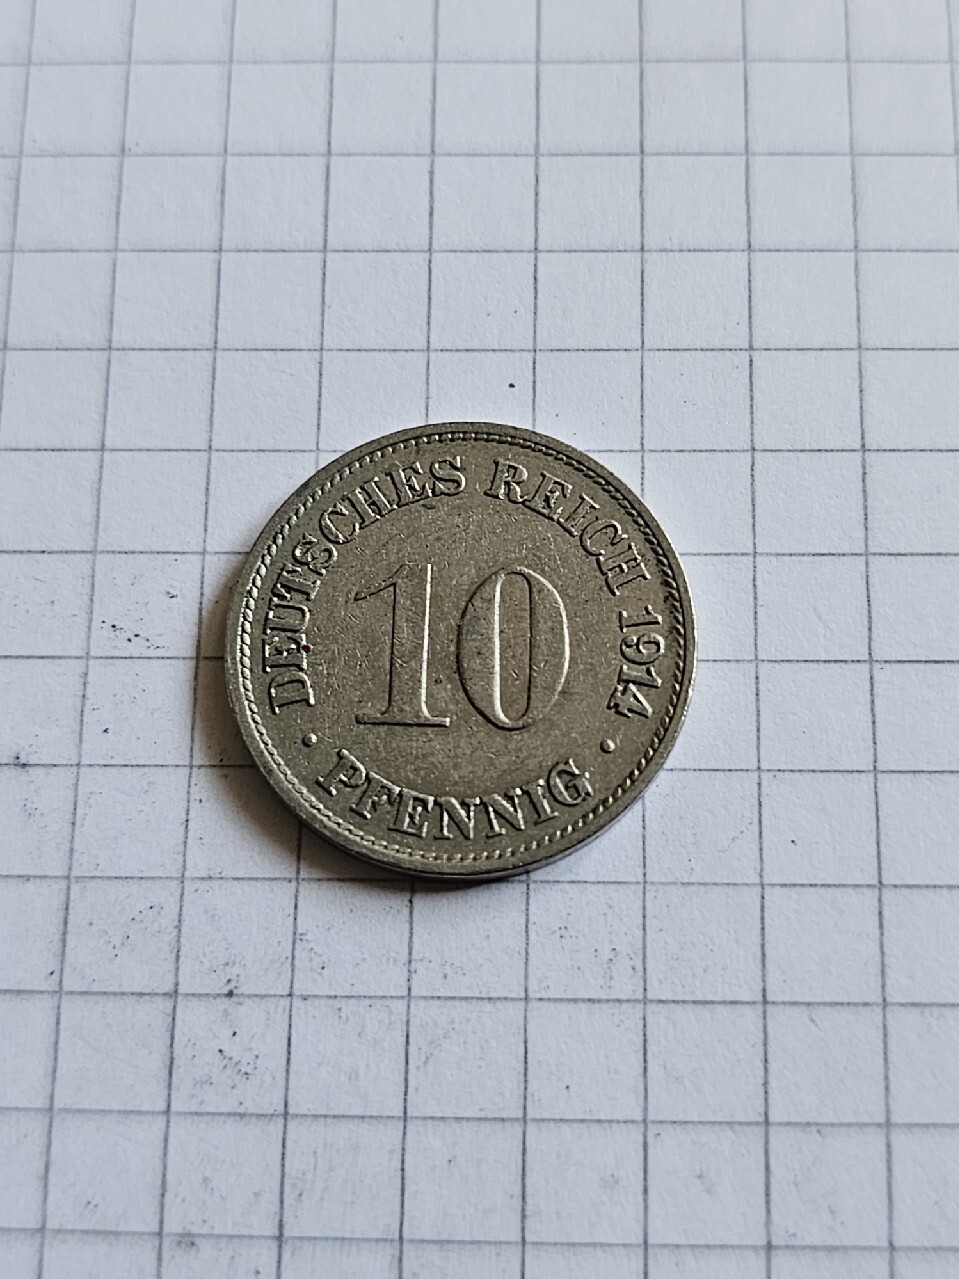 DEUTSCHES REICH 1914
10
· PFENNIG ·